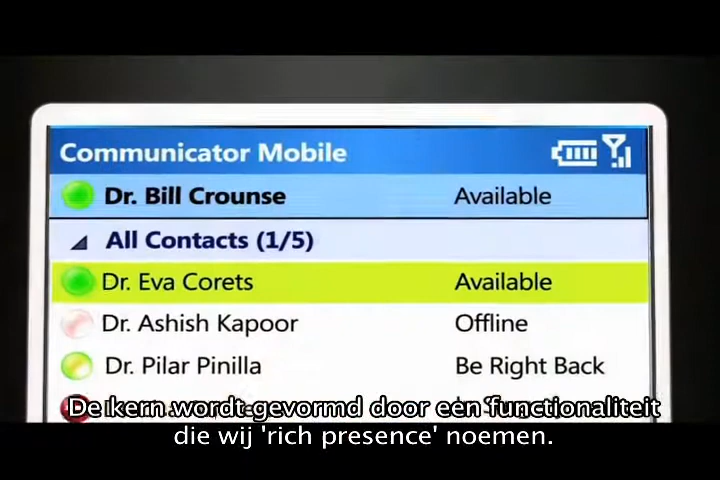 Communicator Mobile
Dr. Bill Crounse Available
All Contacts (1/5)
Dr. Eva Corets Available
Dr. Ashish Kapoor Offline
Dr. Pilar Pinilla Be Right Back
De kern wordt gevormd door een functionaliteit
die wij 'rich presence' noemen.